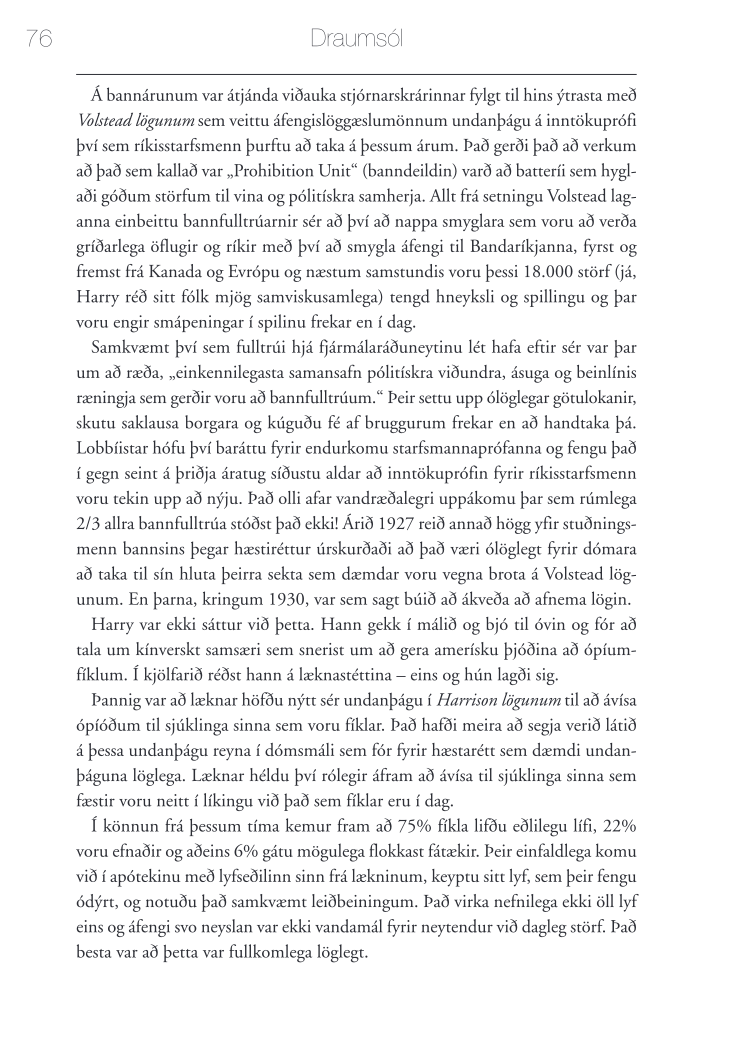 76
Draumsól
Á bannárunum var átjánda viðauka stjórnarskrárinnar fylgt til hins ýtrasta með
Volstead lögunum sem veittu áfengislöggæslumönnum undanþágu á inntökuprófi
því sem ríkisstarfsmenn þurftu að taka á þessum árum. Það gerði það að verkum
að það sem kallað var „Prohibition Unit“ (banndeildin) varð að batteríi sem hygl-
aði góðum störfum til vina og pólitískra samherja. Allt frá setningu Volstead lag-
anna einbeittu bannfulltrúarnir sér að því að nappa smyglara sem voru að verða
gríðarlega öflugir og ríkir með því að smygla áfengi til Bandaríkjanna, fyrst og
fremst frá Kanada og Evrópu og næstum samstundis voru þessi 18.000 störf (já,
Harry réð sitt fólk mjög samviskusamlega) tengd hneyksli og spillingu og þar
voru engir smápeningar í spilinu frekar en í dag.
Samkvæmt því sem fulltrúi hjá fjármálaráðuneytinu lét hafa eftir sér var þar
um að ræða, „einkennilegasta samansafn pólitískra viðundra, ásuga og beinlínis
ræningja sem gerðir voru að bannfulltrúum.“ Þeir settu upp ólöglegar götulokanir,
skutu saklausa borgara og kúguðu fé af bruggurum frekar en að handtaka þá.
Lobbíistar hófu því baráttu fyrir endurkomu starfsmannaprófanna og fengu það
í gegn seint á þriðja áratug síðustu aldar að inntökuprófin fyrir ríkisstarfsmenn
voru tekin upp að nýju. Það olli afar vandræðalegri uppákomu þar sem rúmlega
2/3 allra bannfulltrúa stóðst það ekki! Árið 1927 reið annað högg yfir stuðnings-
menn bannsins þegar hæstiréttur úrskurðaði að það væri ólöglegt fyrir dómara
að taka til sín hluta þeirra sekta sem dæmdar voru vegna brota á Volstead lög-
unum. En þarna, kringum 1930, var sem sagt búið að ákveða að afnema lögin.
Harry var ekki sáttur við þetta. Hann gekk í málið og bjó til óvin og fór að
tala um kínverskt samsæri sem snerist um að gera amerísku þjóðina að ópíum-
fíklum. Í kjölfarið réðst hann á læknastéttina – eins og hún lagði sig.
Þannig var að læknar höfðu nýtt sér undanþágu í Harrison lögunum til að ávísa
ópíóðum til sjúklinga sinna sem voru fíklar. Það hafði meira að segja verið látið
á þessa undanþágu reyna í dómsmáli sem fór fyrir hæstarétt sem dæmdi undan-
þáguna löglega. Læknar héldu því rólegir áfram að ávísa til sjúklinga sinna sem
fæstir voru neitt í líkingu við það sem fíklar eru í dag.
Í könnun frá þessum tíma kemur fram að 75% fíkla lifðu eðlilegu lífi, 22%
voru efnaðir og aðeins 6% gátu mögulega flokkast fátækir. Þeir einfaldlega komu
við í apótekinu með lyfseðilinn sinn frá lækninum, keyptu sitt lyf, sem þeir fengu
ódýrt, og notuðu það samkvæmt leiðbeiningum. Það virka nefnilega ekki öll lyf
eins og áfengi svo neyslan var ekki vandamál fyrir neytendur við dagleg störf. Það
besta var að þetta var fullkomlega löglegt.